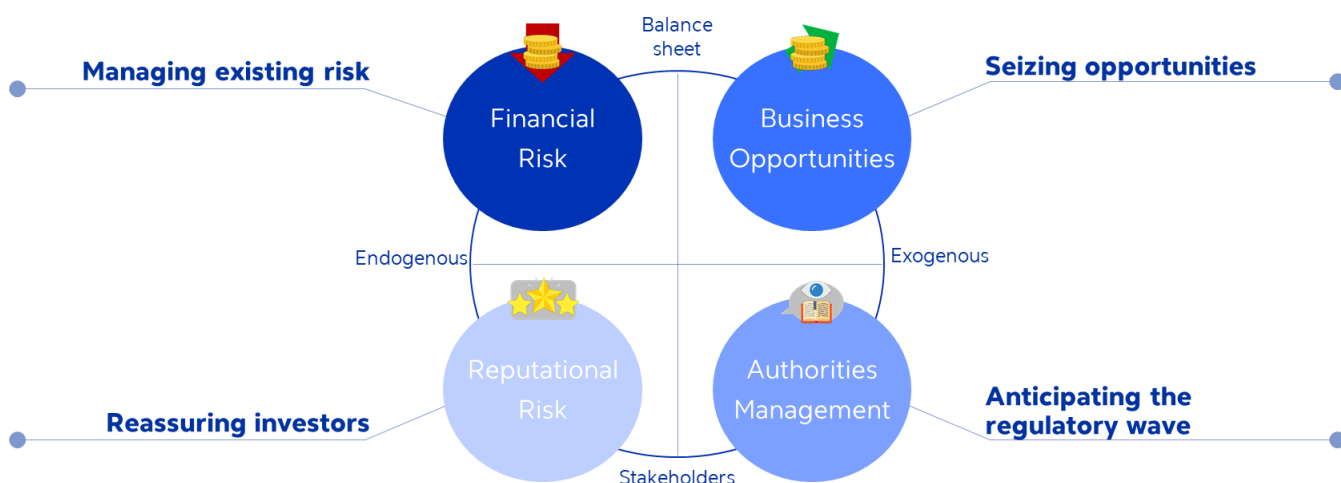 Balance
sheet
Managing existing risk
Seizing opportunities
Financial
Risk
Business
Opportunities
Endogenous
Exogenous
Reputational
Risk
Authorities
Management
Reassuring investors
Anticipating the
regulatory wave
Stakeholders